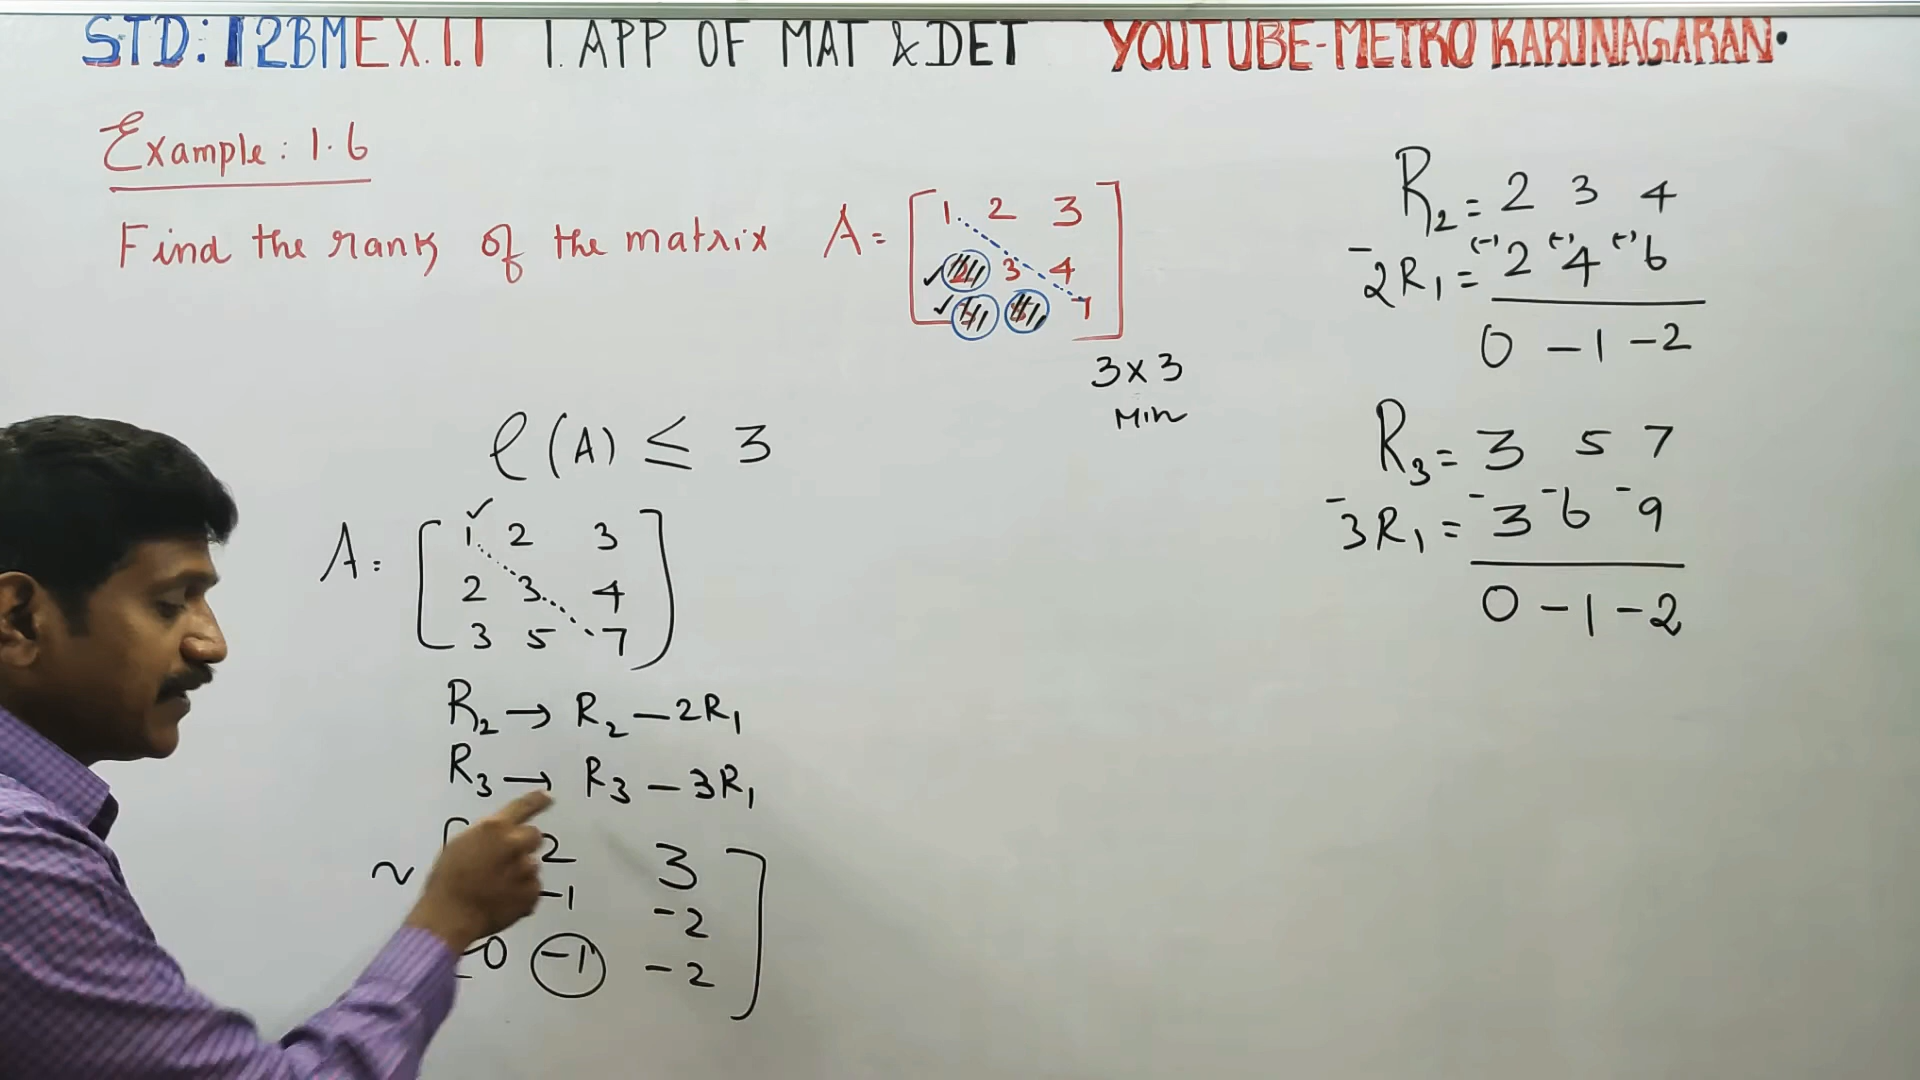 STD: 12BM EX.1.1 1. APP OF MAT & DET YOUTUBE-METRO KARUNAGARAN.
Example: 1.6
Find the rank of the matrix A = [ 1 2 3
3 4
7 ]
3 x 3
Min
ρ (A) ≤ 3
A = [ 1 2 3
2 3 4
3 5 7 ]
R₂ → R₂ – 2R₁
R₃ → R₃ – 3R₁
~ [ 2 3
-1 -2
0 -1 -2 ]
R₂ = 2 3 4
-2R₁ = (-)2 (-)4 (-)6
0 -1 -2
R₃ = 3 5 7
-3R₁ = -3 -6 -9
0 -1 -2